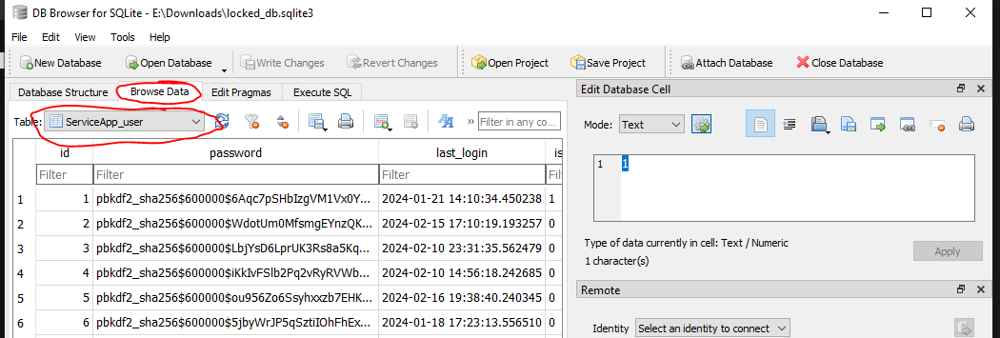 DB Browser for SQLite - E:\Downloads\locked_db.sqlite3
File Edit View Tools Help
New Database Open Database Write Changes Revert Changes Open Project Save Project Attach Database Close Database
Database Structure Browse Data Edit Pragmas Execute SQL
Table: ServiceApp_user Filter in any co...
id password last_login is
Filter Filter Filter
1 1 pbkdf2_sha256$600000$6Aqc7pSHbIzgVM1Vx0Y... 2024-01-21 14:10:34.450238 1
2 2 pbkdf2_sha256$600000$WdotUm0MfsmgEYnzQK... 2024-02-15 17:10:19.193257 0
3 3 pbkdf2_sha256$600000$LbjYsD6LprUK3Rs8a5Kq... 2024-02-10 23:31:35.562479 0
4 4 pbkdf2_sha256$600000$iKkIvFSlb2Pq2vRyRVWb... 2024-02-10 14:56:18.242685 0
5 5 pbkdf2_sha256$600000$ou956Zo6Ssyhxxzb7EHK... 2024-02-16 19:38:40.240345 0
6 6 pbkdf2_sha256$600000$5jbyWrJP5qSztiIOhFhEx... 2024-01-18 17:23:13.556510 0
Edit Database Cell
Mode: Text
1 1
Type of data currently in cell: Text / Numeric
1 character(s)
Apply
Remote
Identity Select an identity to connect